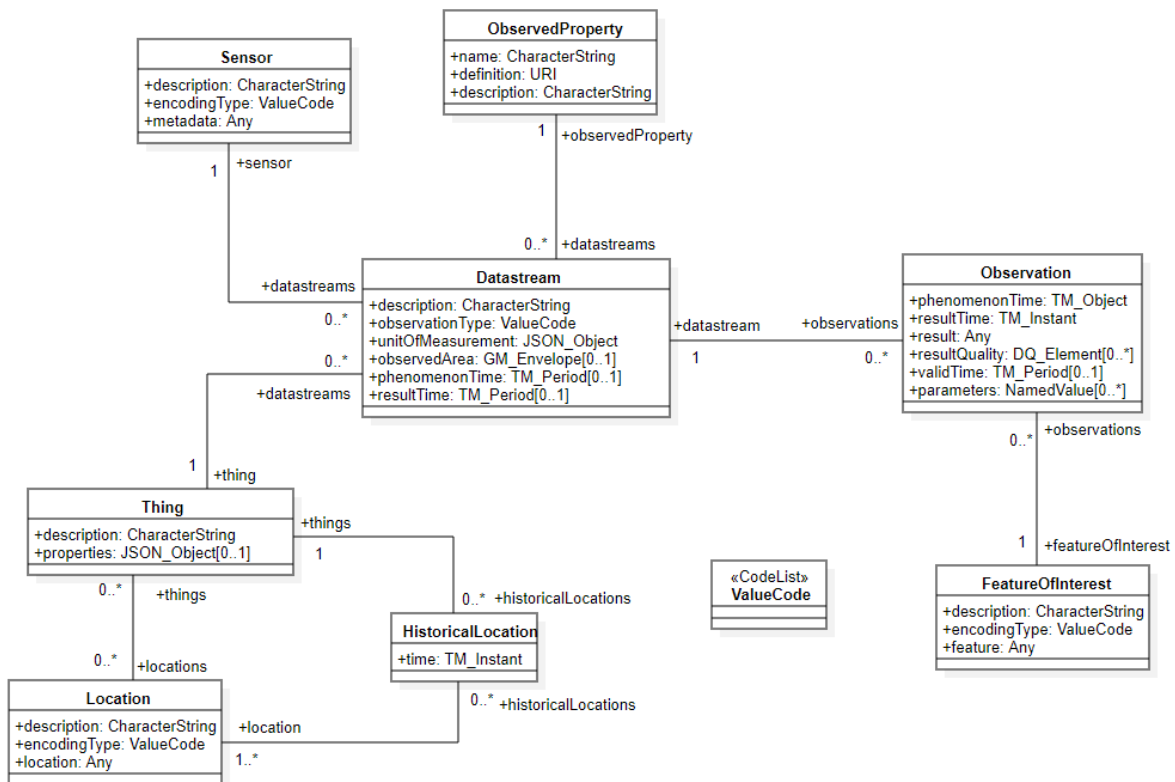 ObservedProperty
+name: CharacterString
+definition: URI
+description: CharacterString
Sensor
+description: CharacterString
+encodingType: ValueCode
+metadata: Any
1
+observedProperty
1
+sensor
0..*
+datastreams
Datastream
+description: CharacterString
+observationType: ValueCode
+unitOfMeasurement: JSON_Object
+observedArea: GM_Envelope[0..1]
+phenomenonTime: TM_Period[0..1]
+resultTime: TM_Period[0..1]
+datastreams
0..*
0..*
+datastreams
+datastream
1
+observations
0..*
Observation
+phenomenonTime: TM_Object
+resultTime: TM_Instant
+result: Any
+resultQuality: DQ_Element[0..*]
+validTime: TM_Period[0..1]
+parameters: NamedValue[0..*]
0..*
+observations
1
+thing
Thing
+description: CharacterString
+properties: JSON_Object[0..1]
+things
1
1
+featureOfInterest
0..*
+things
0..*
+historicalLocations
«CodeList»
ValueCode
FeatureOfInterest
+description: CharacterString
+encodingType: ValueCode
+feature: Any
HistoricalLocation
+time: TM_Instant
0..*
+locations
0..*
+historicalLocations
Location
+description: CharacterString
+encodingType: ValueCode
+location: Any
+location
1..*